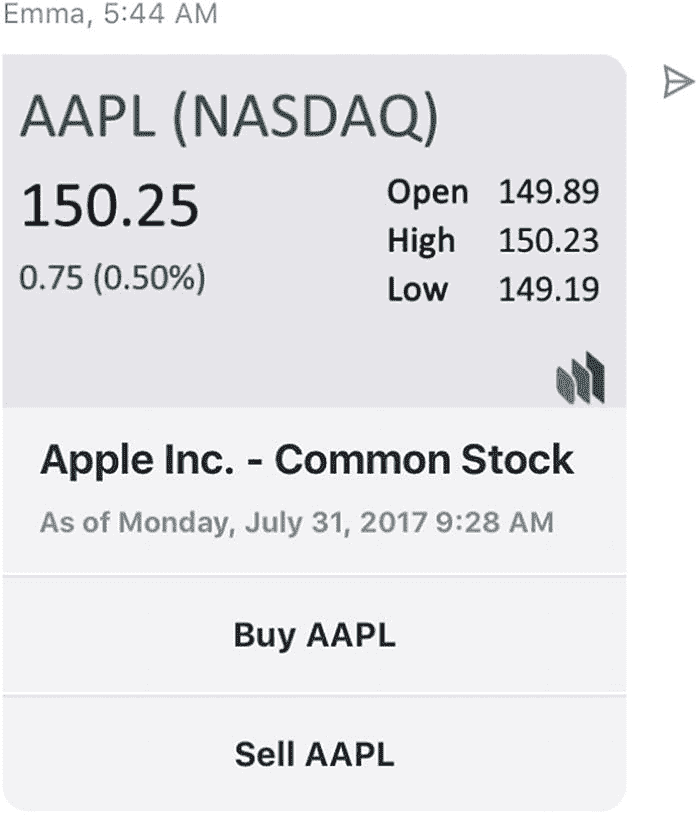 Emma, 5:44 AM
AAPL (NASDAQ)
150.25
0.75 (0.50%)
Open 149.89
High 150.23
Low 149.19
Apple Inc. - Common Stock
As of Monday, July 31, 2017 9:28 AM
Buy AAPL
Sell AAPL